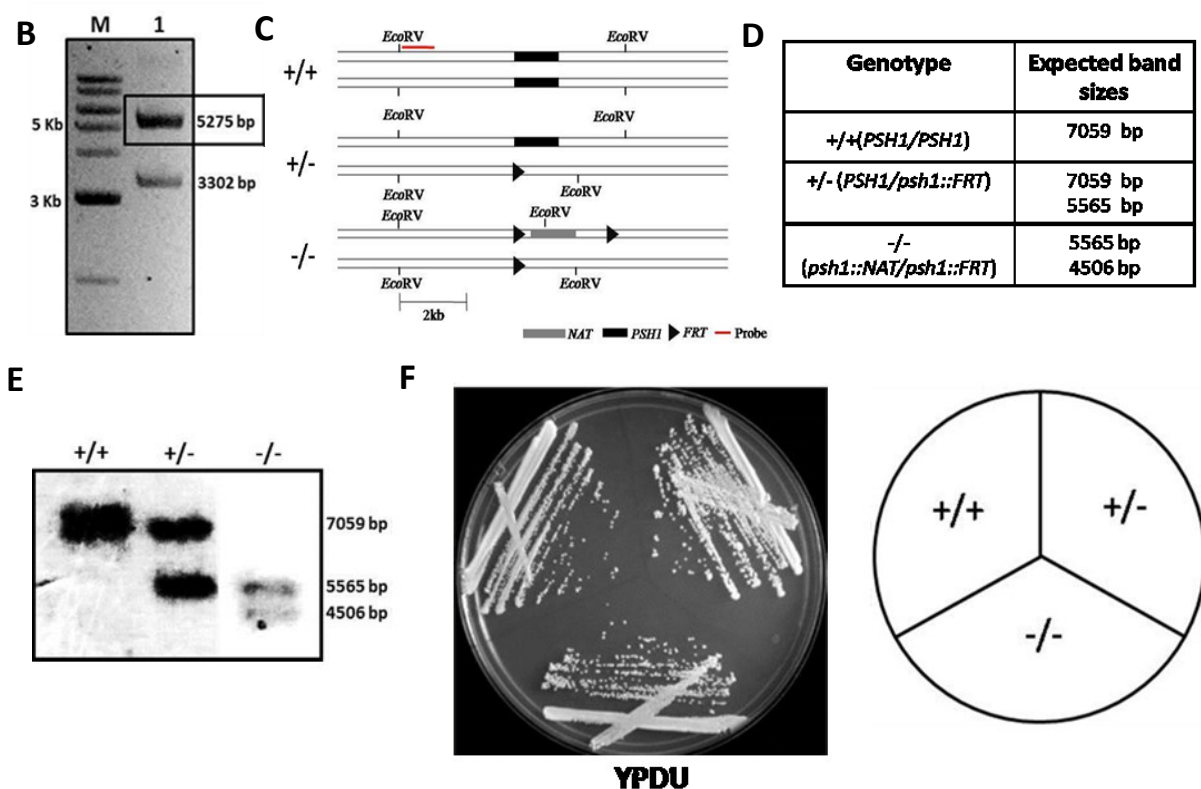 B
M 1
5 Kb
5275 bp
3302 bp
3 Kb
C
EcoRV EcoRV
+/+
EcoRV EcoRV
EcoRV
+/-
EcoRV EcoRV
EcoRV
EcoRV
-/-
EcoRV EcoRV
2kb
NAT PSH1 FRT Probe
D
Genotype Expected band
sizes
+/+(PSH1/PSH1) 7059 bp
+/- (PSH1/psh1::FRT) 7059 bp
5565 bp
-/- 5565 bp
(psh1::NAT/psh1::FRT) 4506 bp
E
+/+ +/- -/-
7059 bp
5565 bp
4506 bp
F
+/+ +/-
-/-
YPDU